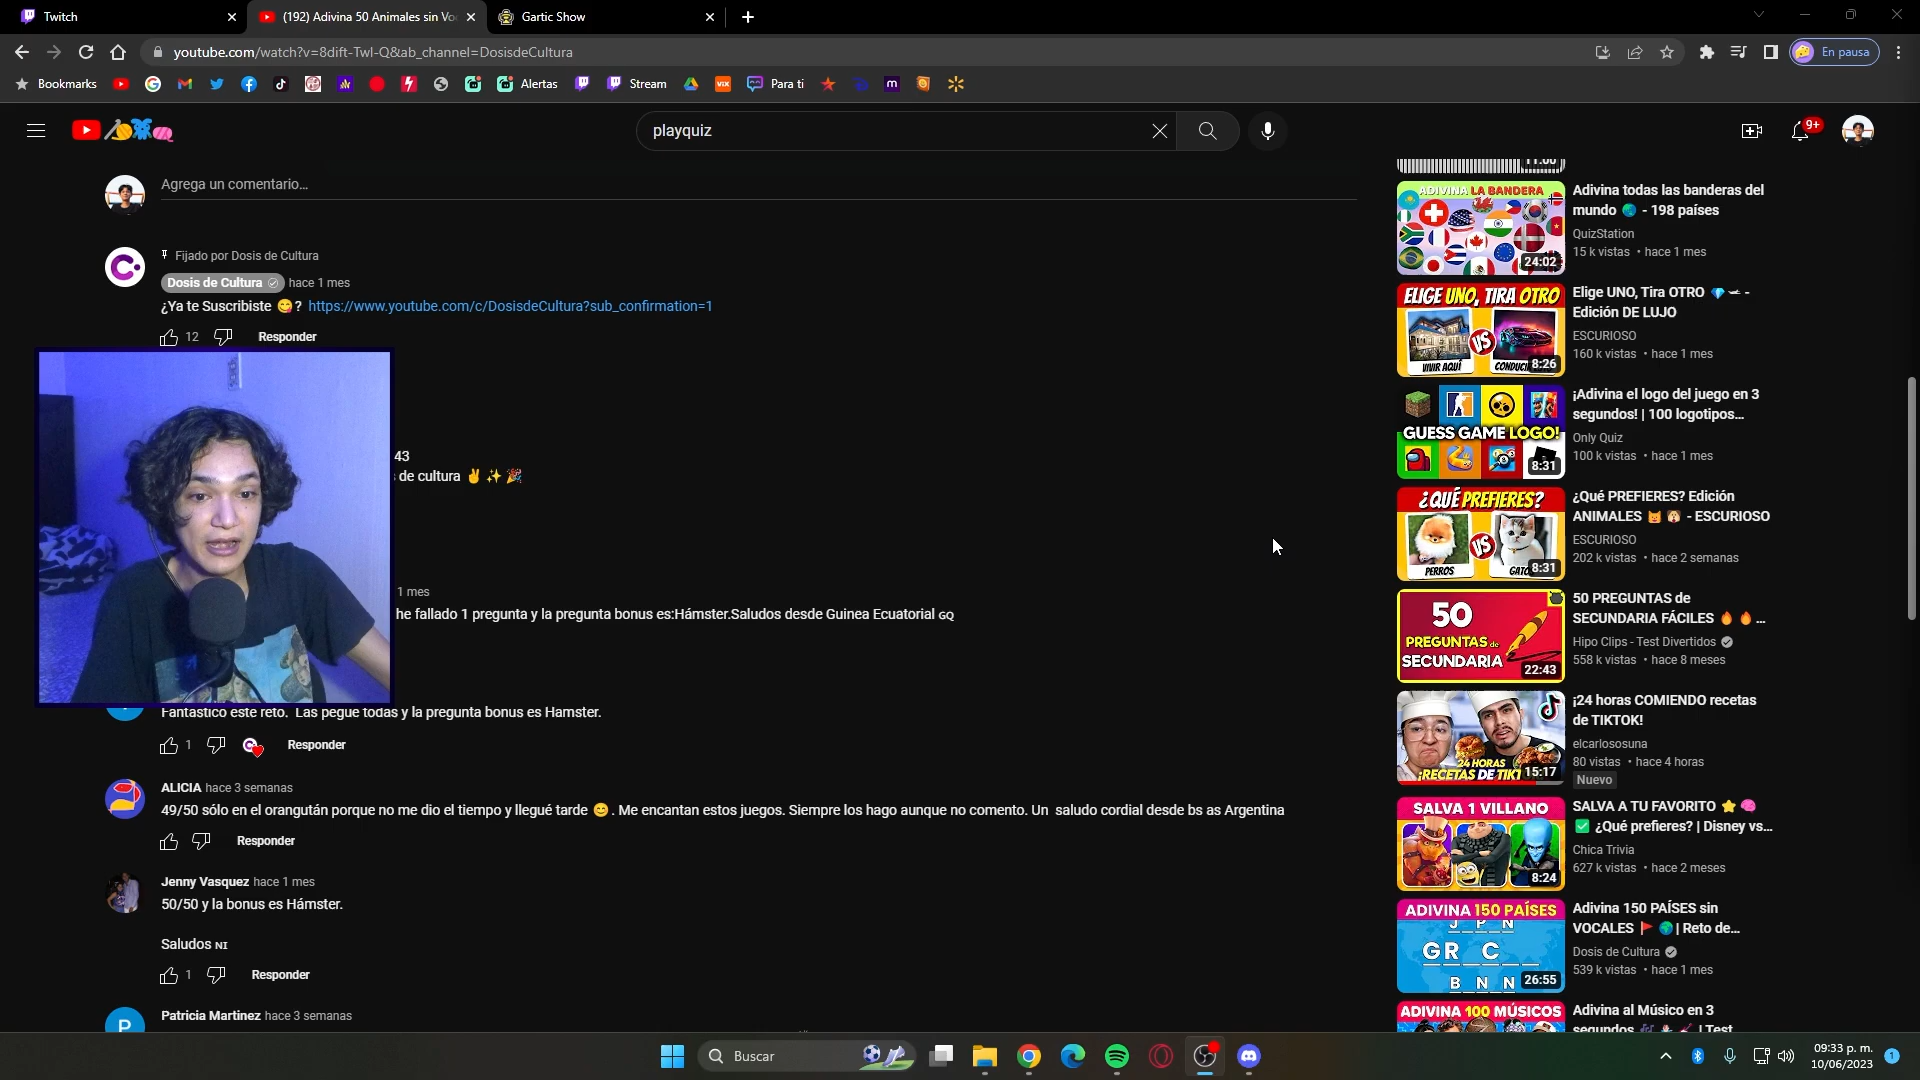 Twitch
(192) Adivina 50 Animales sin Vo
Gartic Show
youtube.com/watch?v=8dift-TwI-Q&ab_channel=DosisdeCultura
En pausa
Bookmarks
Alertas
Stream
VIX
Para ti
m
playquiz
9+
Agrega un comentario...
Fijado por Dosis de Cultura
Dosis de Cultura hace 1 mes
¿Ya te Suscribiste 😋? https://www.youtube.com/c/DosisdeCultura?sub_confirmation=1
12 Responder
43
de cultura ✌ ✨ 🎉
1 mes
he fallado 1 pregunta y la pregunta bonus es:Hámster.Saludos desde Guinea Ecuatorial GQ
Fantastico este reto. Las pegue todas y la pregunta bonus es Hamster.
1 Responder
ALICIA hace 3 semanas
49/50 sólo en el orangután porque no me dio el tiempo y llegué tarde 😊. Me encantan estos juegos. Siempre los hago aunque no comento. Un saludo cordial desde bs as Argentina
Responder
Jenny Vasquez hace 1 mes
50/50 y la bonus es Hámster.
Saludos NI
1 Responder
P
Patricia Martinez hace 3 semanas
11:00
ADIVINA LA BANDERA
24:02
Adivina todas las banderas del
mundo 🌏 - 198 países
QuizStation
15 k vistas • hace 1 mes
ELIGE UNO, TIRA OTRO
VS
VIVIR AQUÍ
CONDUCI
8:26
Elige UNO, Tira OTRO 💎🛩 -
Edición DE LUJO
ESCURIOSO
160 k vistas • hace 1 mes
GUESS GAME LOGO!
8:31
¡Adivina el logo del juego en 3
segundos! | 100 logotipos...
Only Quiz
100 k vistas • hace 1 mes
¿QUÉ PREFIERES?
VS
PERROS
GATO
8:31
¿Qué PREFIERES? Edición
ANIMALES 🐱 🐶 - ESCURIOSO
ESCURIOSO
202 k vistas • hace 2 semanas
50
PREGUNTAS de
SECUNDARIA
22:43
50 PREGUNTAS de
SECUNDARIA FÁCILES 🔥 🔥 ...
Hipo Clips - Test Divertidos
558 k vistas • hace 8 meses
24 HORAS
¡RECETAS DE TIKT
15:17
¡24 horas COMIENDO recetas
de TIKTOK!
elcarlososuna
80 vistas • hace 4 horas
Nuevo
SALVA 1 VILLANO
8:24
SALVA A TU FAVORITO ⭐🧠
✅ ¿Qué prefieres? | Disney vs...
Chica Trivia
627 k vistas • hace 2 meses
ADIVINA 150 PAÍSES
J_P_N
GR_C__
B_N_N
26:55
Adivina 150 PAÍSES sin
VOCALES 🚩 🌍| Reto de...
Dosis de Cultura
539 k vistas • hace 1 mes
ADIVINA 100 MÚSICOS
Adivina al Músico en 3
segundos | Test
Buscar
09:33 p. m.
10/06/2023
1